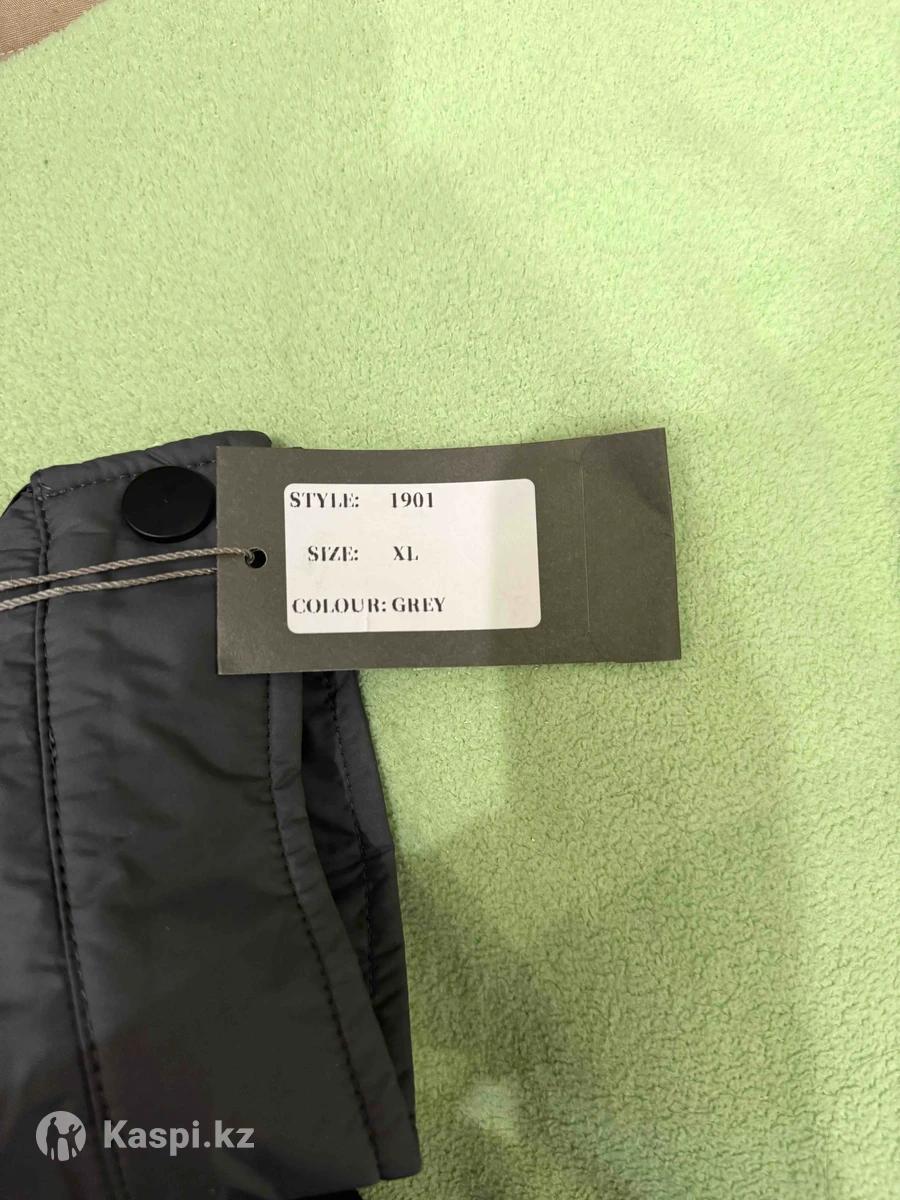 STYLE: 1901
SIZE: XL
COLOUR: GREY
Kaspi.kz